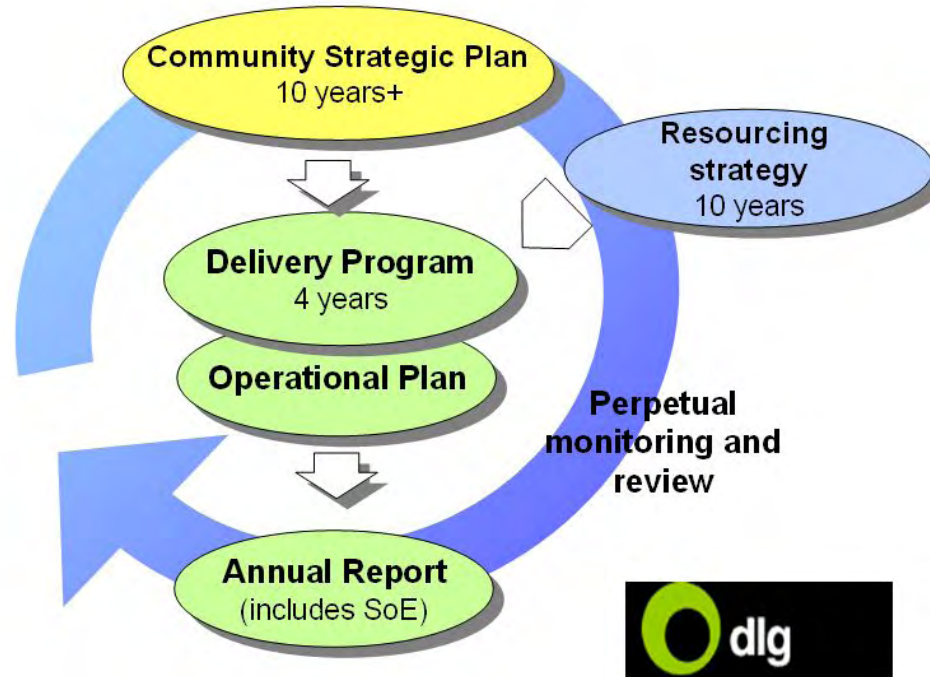 Community Strategic Plan
10 years+
Resourcing
strategy
10 years
Delivery Program
4 years
Operational Plan
Perpetual
monitoring and
review
Annual Report
(includes SoE)
dlg